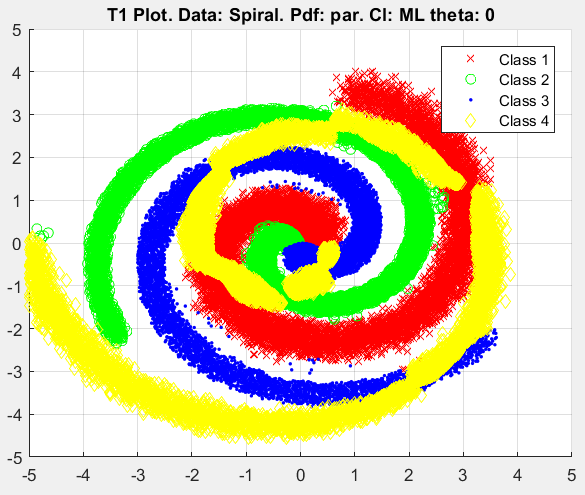 T1 Plot. Data: Spiral. Pdf: par. Cl: ML theta: 0
5
4
3
2
1
0
-1
-2
-3
-4
-5
-5 -4 -3 -2 -1 0 1 2 3 4 5
Class 1
Class 2
Class 3
Class 4